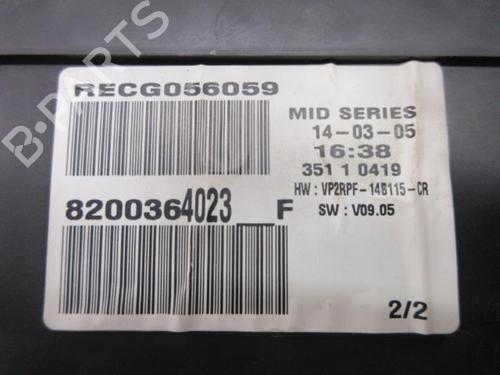 B-PARTS
RECG056059
MID SERIES
14-03-05
16:38
351 1 0419
HW : VP2RPF-14B115-CR
8200364023__F
SW : V09.05
2/2